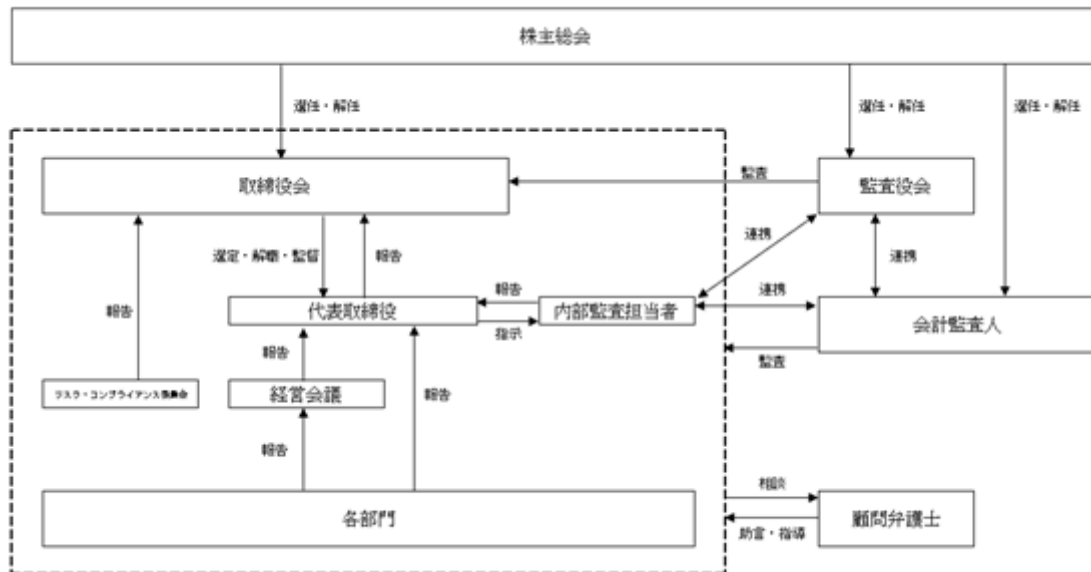 株主総会
選任・解任
選任・解任
選任・解任
取締役会
監査
監査役会
選定・解職・監督
報告
連携
連携
報告
報告
連携
代表取締役
内部監査担当者
会計監査人
指示
報告
監査
リスク・コンプライアンス委員会
経営会議
報告
報告
相談
各部門
顧問弁護士
助言・指導